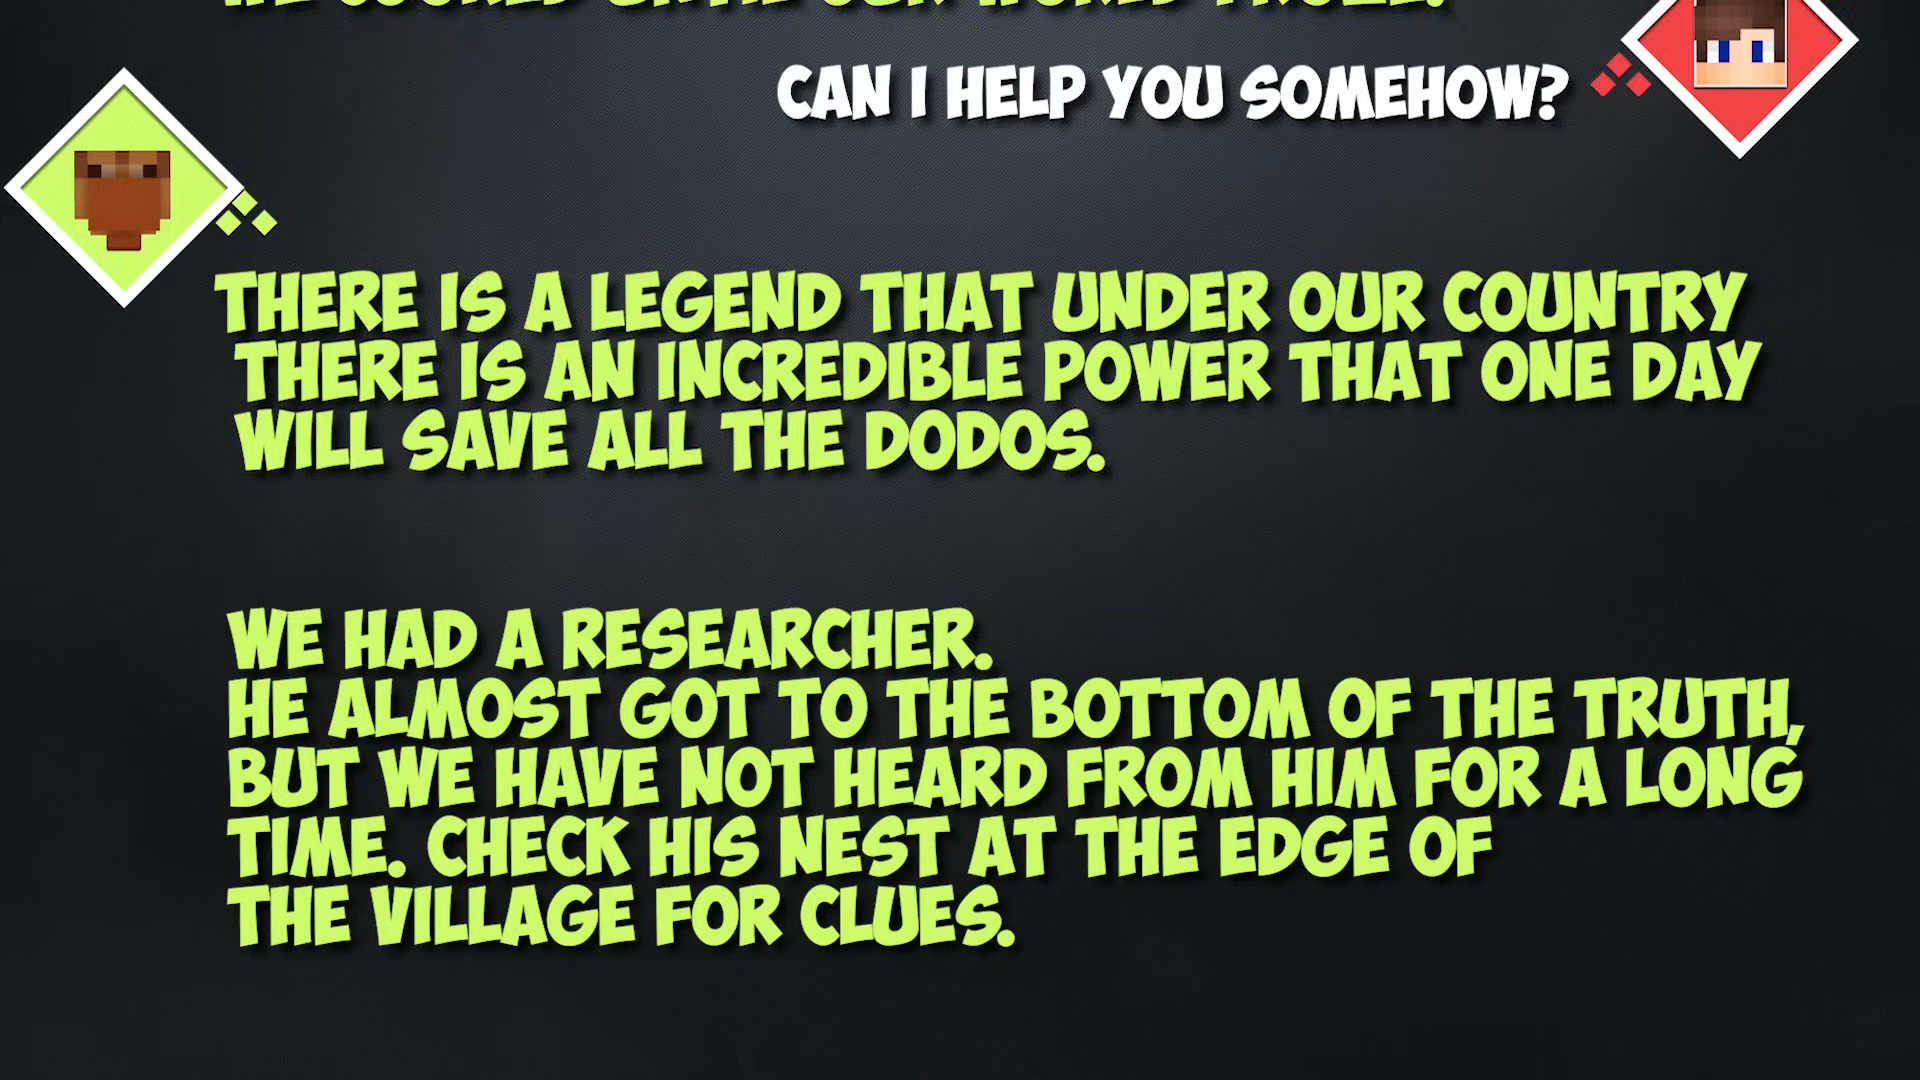 CAN I HELP YOU SOMEHOW?
THERE IS A LEGEND THAT UNDER OUR COUNTRY
THERE IS AN INCREDIBLE POWER THAT ONE DAY
WILL SAVE ALL THE DODOS.
WE HAD A RESEARCHER.
HE ALMOST GOT TO THE BOTTOM OF THE TRUTH,
BUT WE HAVE NOT HEARD FROM HIM FOR A LONG
TIME. CHECK HIS NEST AT THE EDGE OF
THE VILLAGE FOR CLUES.